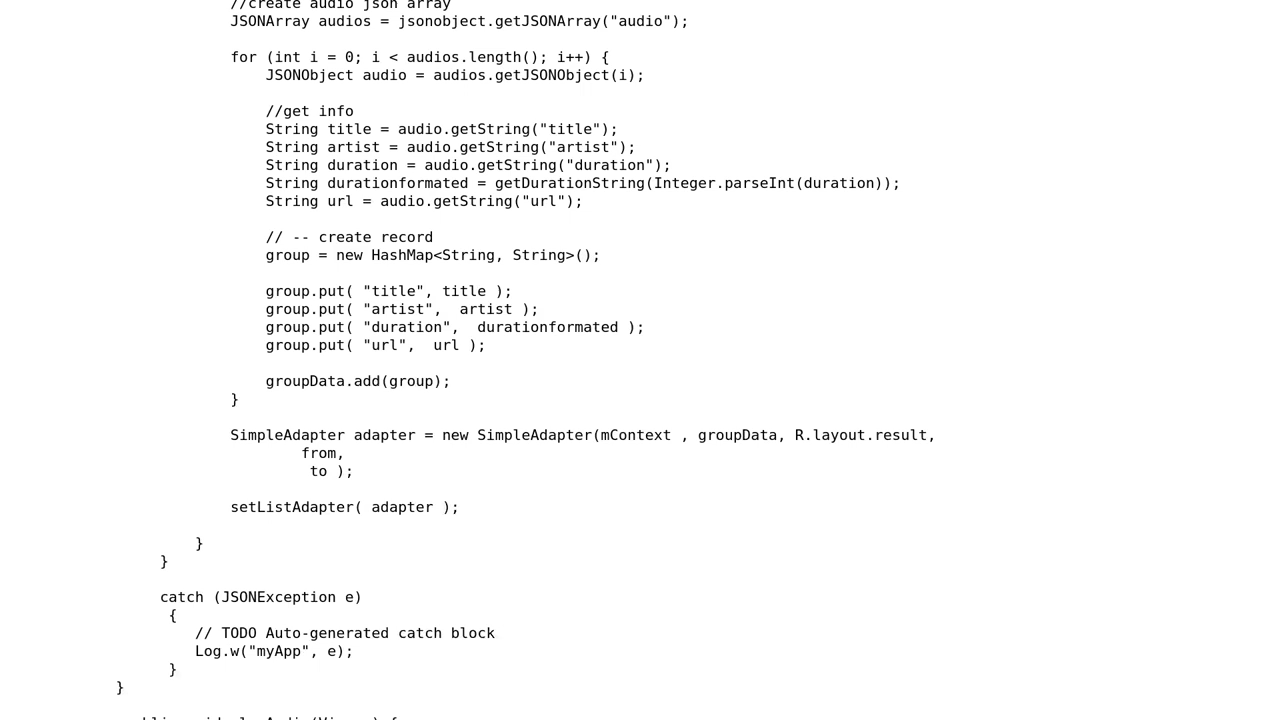 //create audio json array
JSONArray audios = jsonobject.getJSONArray("audio");
for (int i = 0; i < audios.length(); i++) {
JSONObject audio = audios.getJSONObject(i);
//get info
String title = audio.getString("title");
String artist = audio.getString("artist");
String duration = audio.getString("duration");
String durationformated = getDurationString(Integer.parseInt(duration));
String url = audio.getString("url");
// -- create record
group = new HashMap<String, String>();
group.put( "title", title );
group.put( "artist",  artist );
group.put( "duration",  durationformated );
group.put( "url",  url );
groupData.add(group);
}
SimpleAdapter adapter = new SimpleAdapter(mContext , groupData, R.layout.result,
from,
to );
setListAdapter( adapter );
}
}
catch (JSONException e)
{
// TODO Auto-generated catch block
Log.w("myApp", e);
}
}